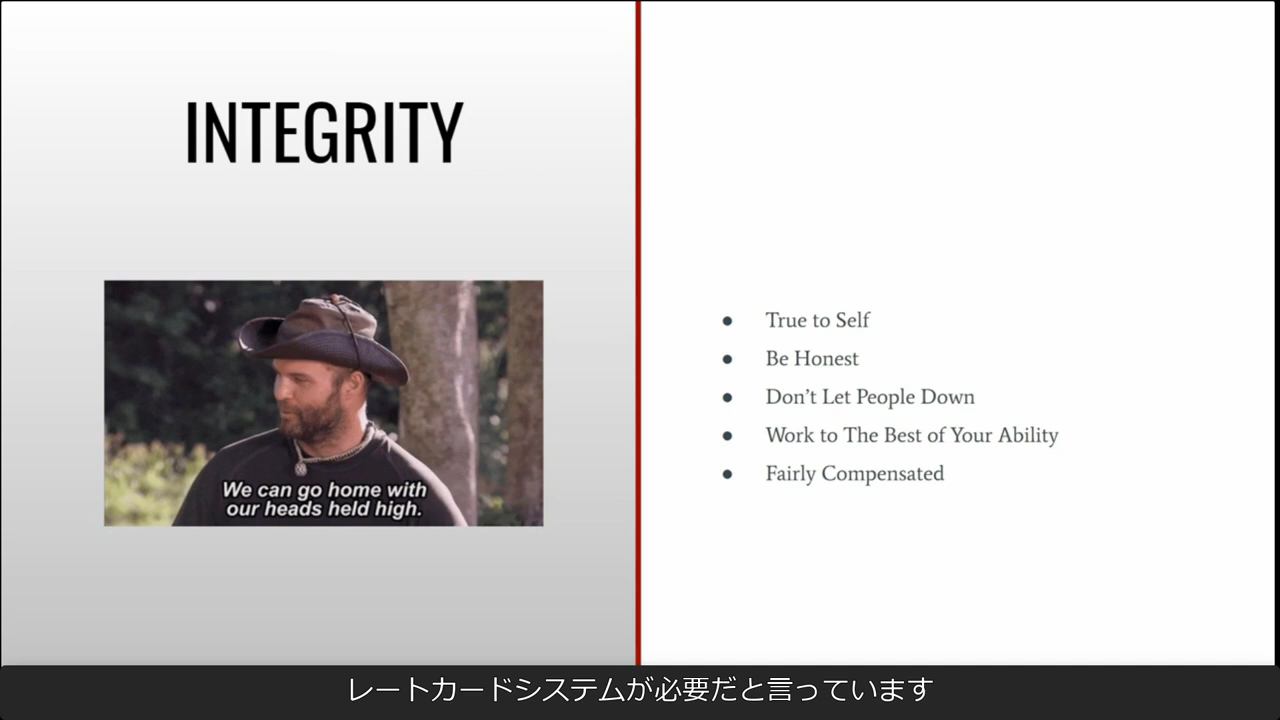 INTEGRITY
We can go home with
our heads held high.
● True to Self
● Be Honest
● Don’t Let People Down
● Work to The Best of Your Ability
● Fairly Compensated
レートカードシステムが必要だと言っています